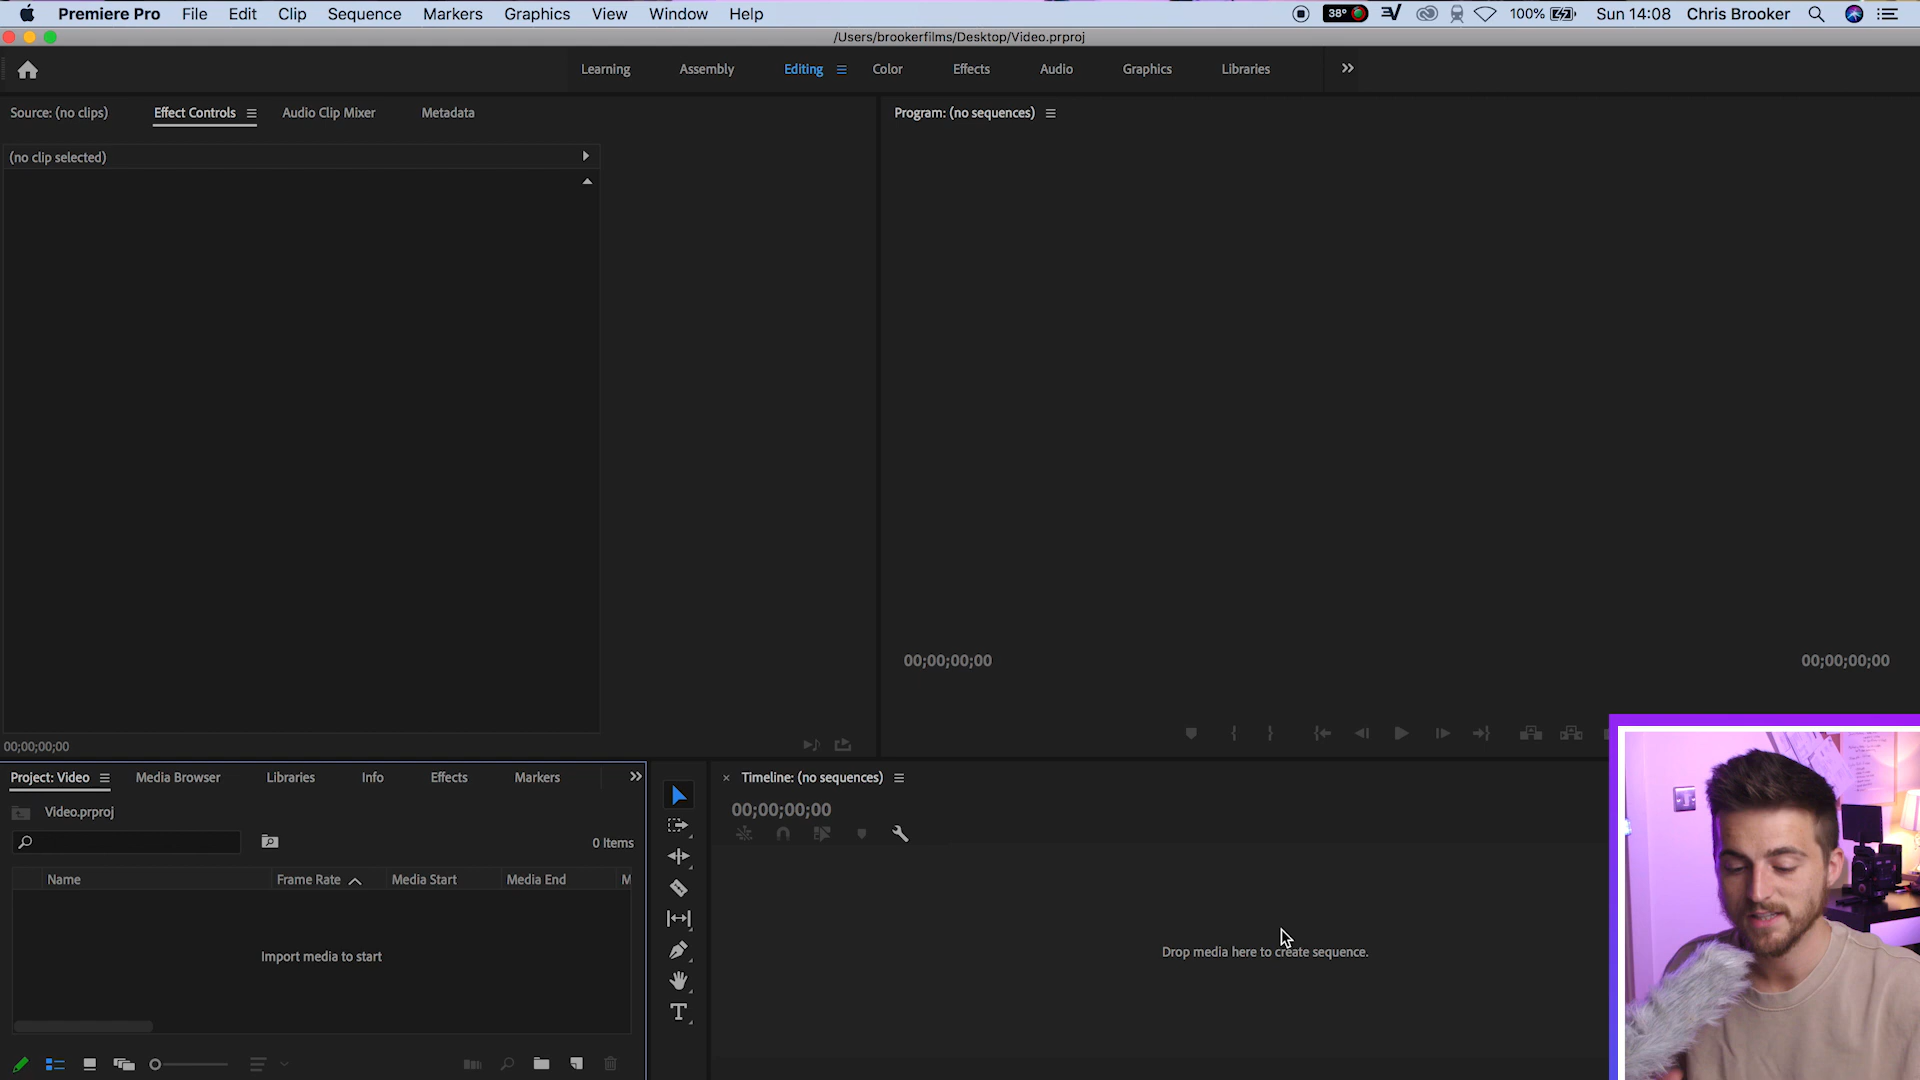 Premiere Pro File Edit Clip Sequence Markers Graphics View Window Help 38° 100% Sun 14:08 Chris Brooker
/Users/brookerfilms/Desktop/Video.prproj
Learning Assembly Editing Color Effects Audio Graphics Libraries
Source: (no clips) Effect Controls Audio Clip Mixer Metadata
Program: (no sequences)
(no clip selected)
00;00;00;00 00;00;00;00
00;00;00;00
Project: Video Media Browser Libraries Info Effects Markers
Timeline: (no sequences)
00;00;00;00
Video.prproj
0 Items
Name Frame Rate Media Start Media End M
Import media to start
Drop media here to create sequence.